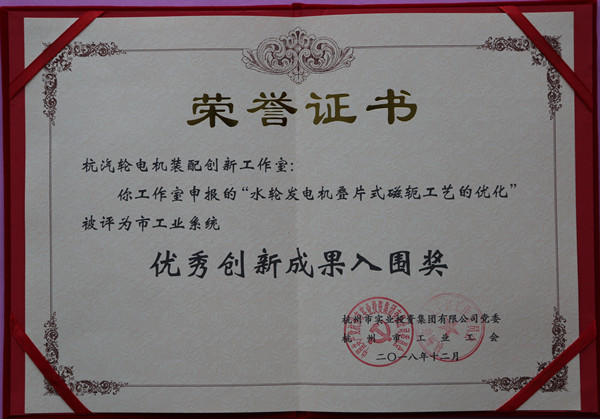 荣誉证书
杭汽轮电机装配创新工作室:
你工作室申报的“水轮发电机叠片式磁轭工艺的优化”
被评为市工业系统
优秀创新成果入围奖
杭州市实业投资集团有限公司党委
杭州市工业工会
二〇一八年十二月